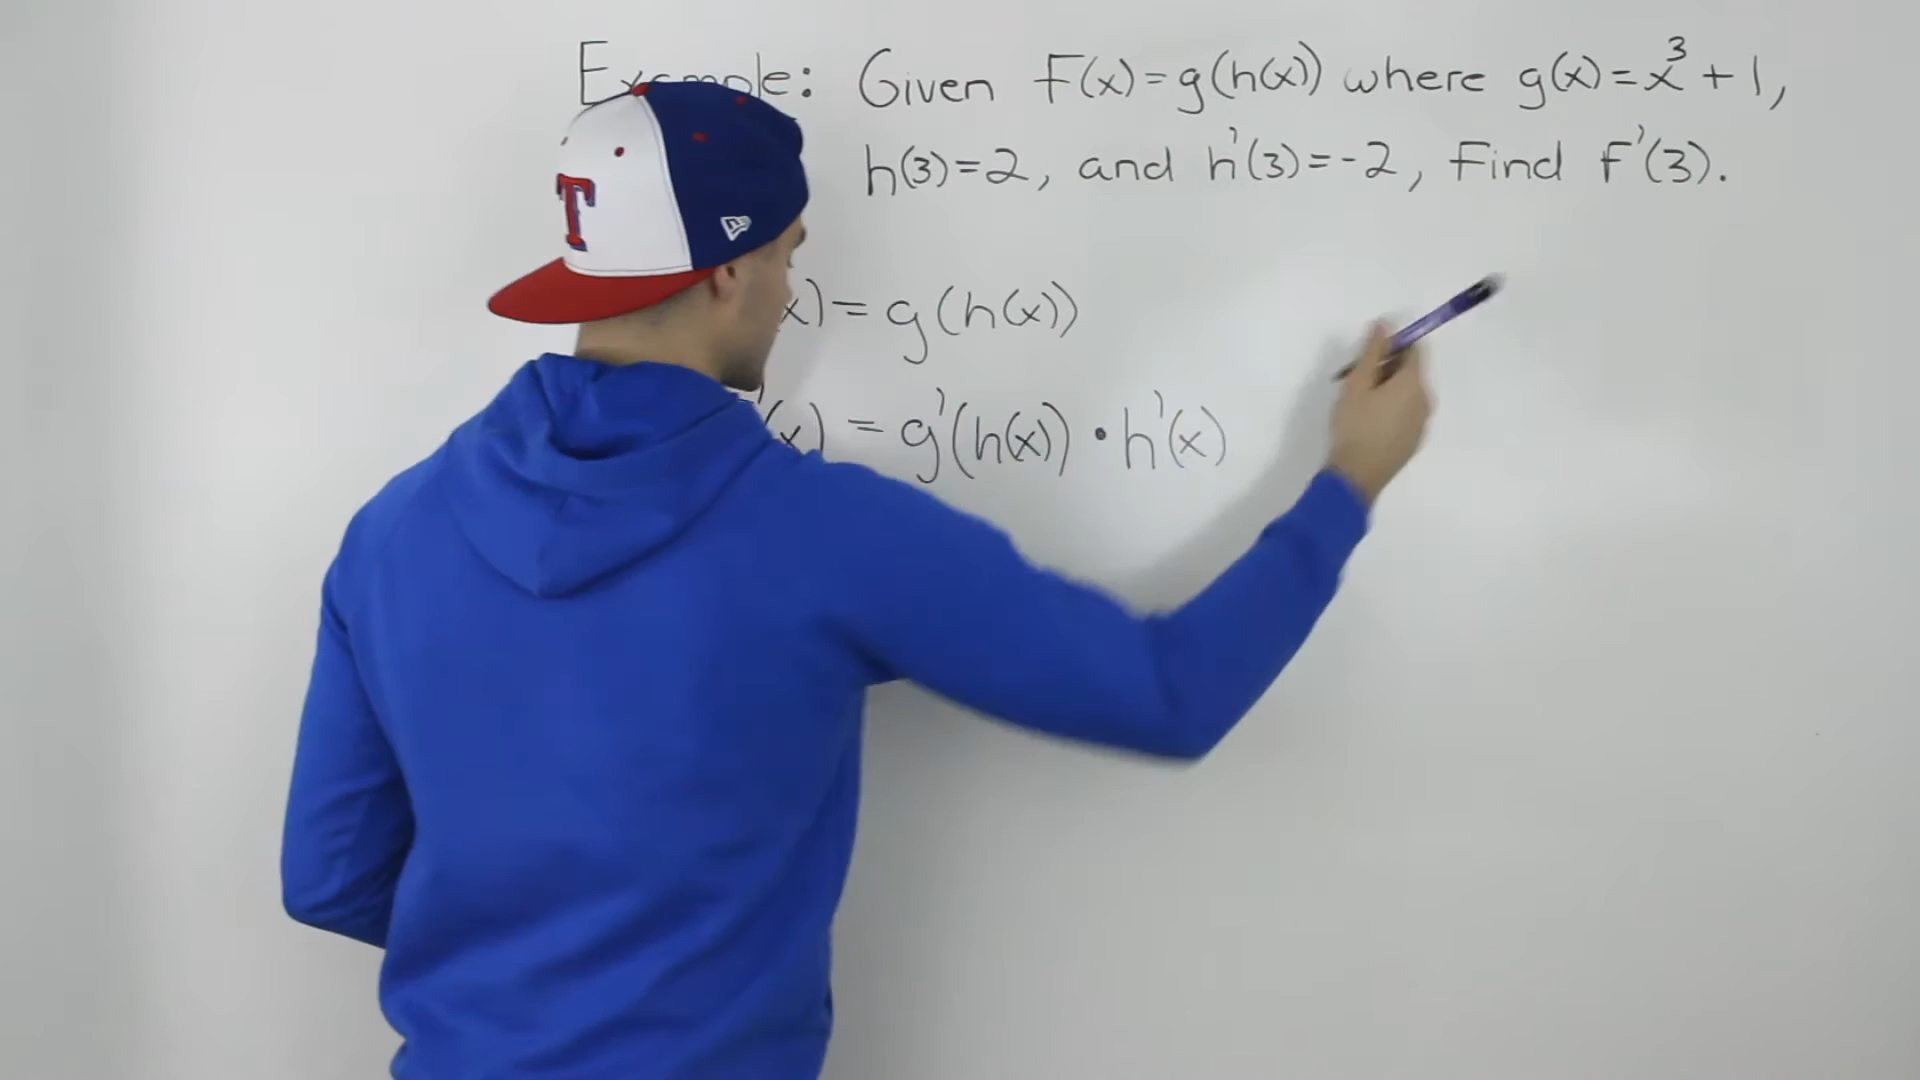 Example: Given F(x)=g(h(x)) where g(x)=x³+1,
h(3)=2, and h'(3)=-2, Find f'(3).
x)=g(h(x))
'(x) = g'(h(x)) • h'(x)
T